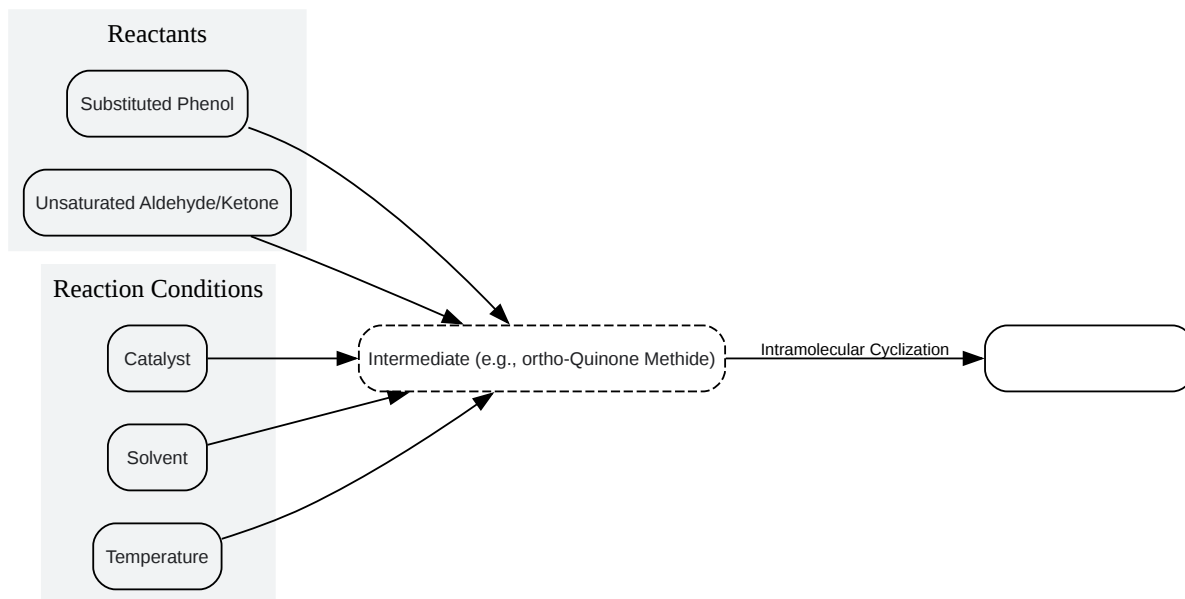 Reactants
Substituted Phenol
Unsaturated Aldehyde/Ketone
Reaction Conditions
Catalyst
Solvent
Temperature
Intermediate (e.g., ortho-Quinone Methide)
Intramolecular Cyclization